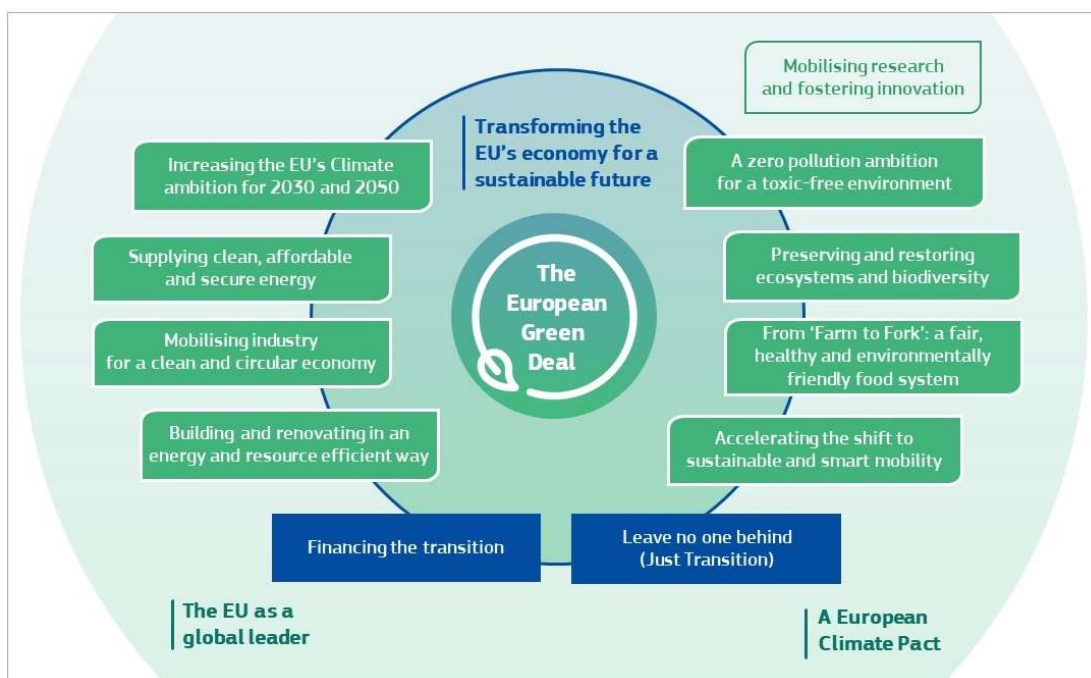 Mobilising research
and fostering innovation
Transforming the
EU's economy for a
sustainable future
Increasing the EU's Climate
ambition for 2030 and 2050
Supplying clean, affordable
and secure energy
Mobilising industry
for a clean and circular economy
Building and renovating in an
energy and resource efficient way
The
European
Green
Deal
A zero pollution ambition
for a toxic-free environment
Preserving and restoring
ecosystems and biodiversity
From ‘Farm to Fork’: a fair,
healthy and environmentally
friendly food system
Accelerating the shift to
sustainable and smart mobility
Financing the transition
Leave no one behind
(Just Transition)
The EU as a
global leader
A European
Climate Pact